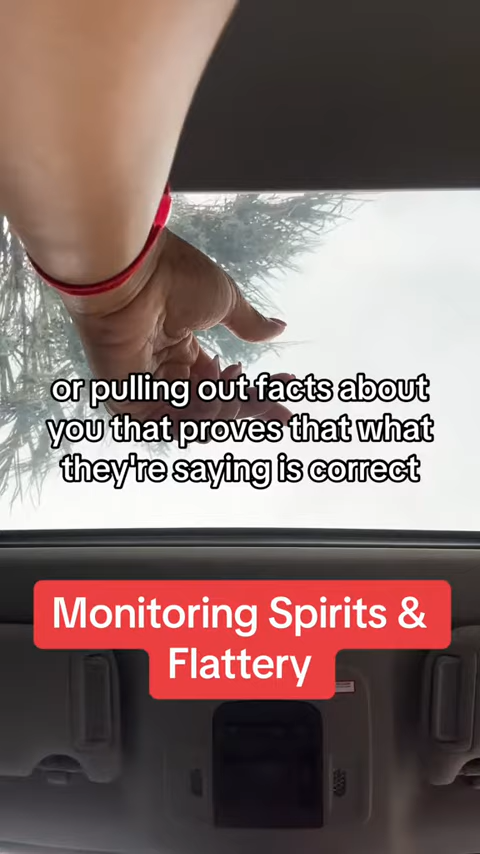 or pulling out facts about
you that proves that what
they're saying is correct
Monitoring Spirits &
Flattery